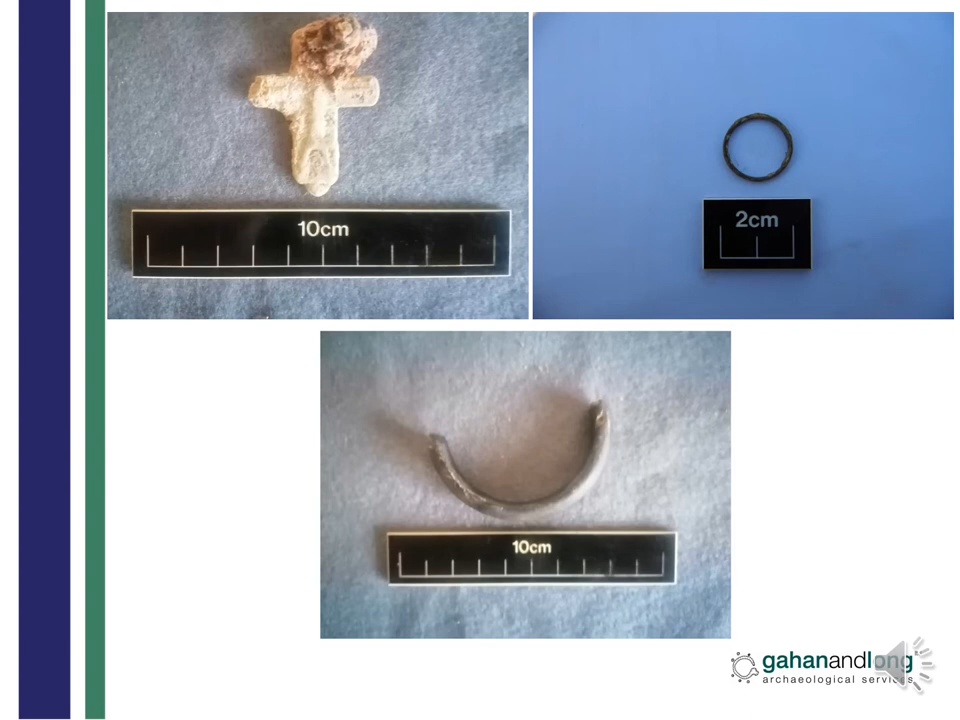 10cm
2cm
10cm
gahanandlong
archaeological services